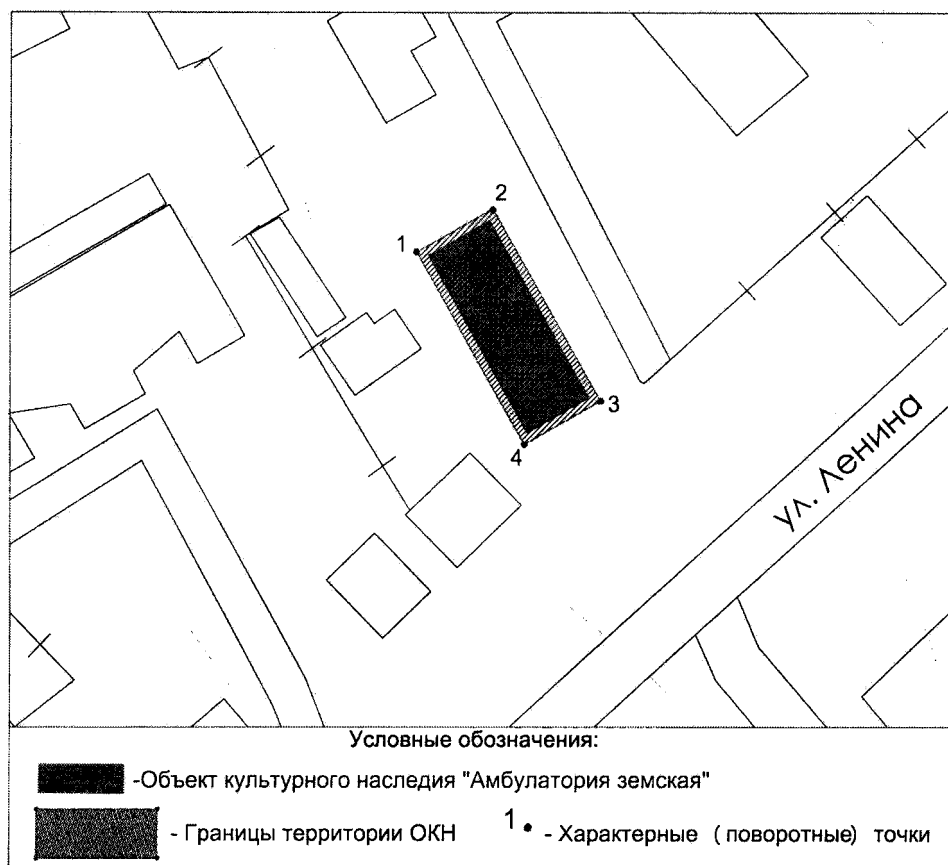 2
1
3
4
ул. Ленина
Условные обозначения:
-Объект культурного наследия "Амбулатория земская"
- Границы территории ОКН 1 - Характерные (поворотные) точки